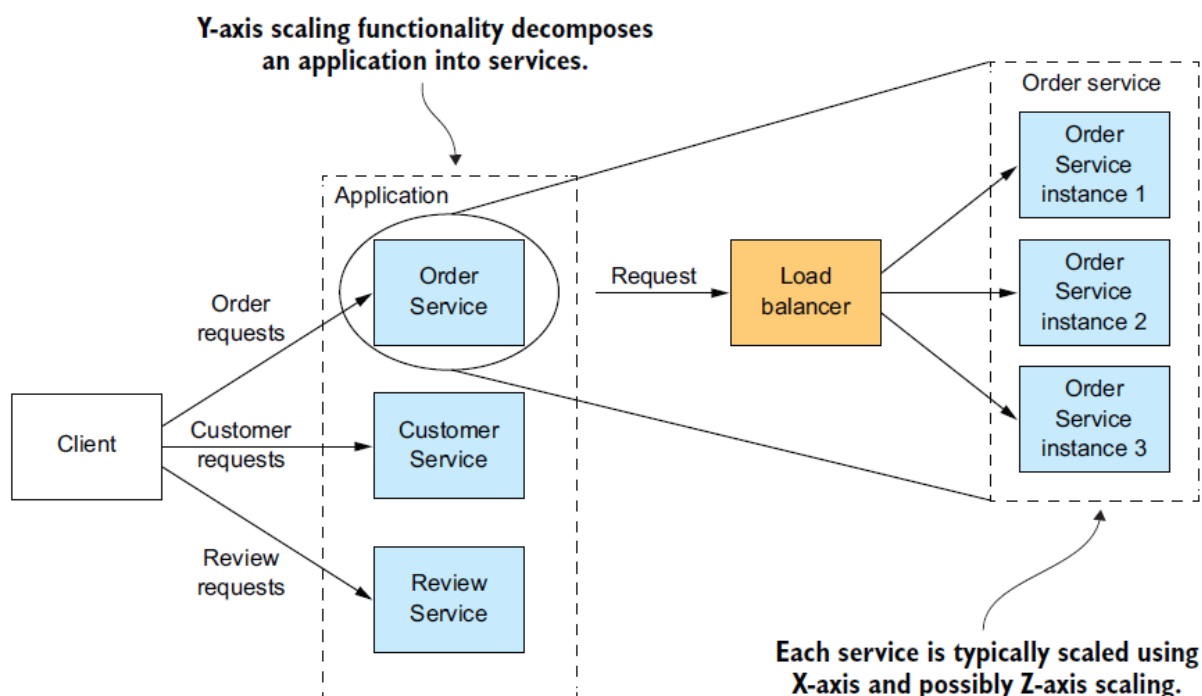 Y-axis scaling functionality decomposes
an application into services.
Order service
Order
Service
instance 1
Application
Order
Service
Request
Load
balancer
Order
Service
instance 2
Order
requests
Order
Service
instance 3
Client
Customer
requests
Customer
Service
Review
requests
Review
Service
Each service is typically scaled using
X-axis and possibly Z-axis scaling.